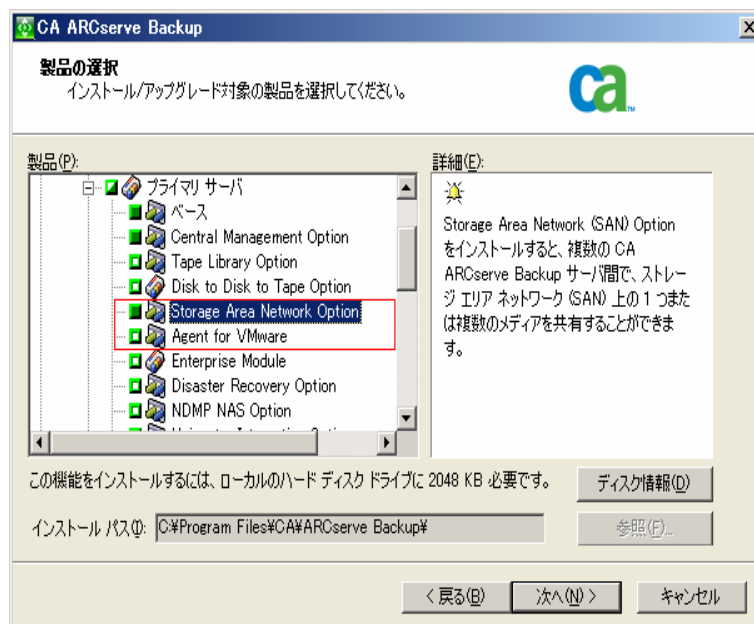 CA ARCserve Backup
製品の選択
インストール/アップグレード対象の製品を選択してください。
ca
製品(P):
プライマリ サーバ
ベース
Central Management Option
Tape Library Option
Disk to Disk to Tape Option
Storage Area Network Option
Agent for VMware
Enterprise Module
Disaster Recovery Option
NDMP NAS Option
詳細(E):
Storage Area Network (SAN) Option
をインストールすると、複数の CA
ARCserve Backup サーバ間で、ストレー
ジ エリア ネットワーク (SAN) 上の 1 つまた
は複数のメディアを共有することができま
す。
この機能をインストールするには、ローカルのハード ディスク ドライブに 2048 KB 必要です。
ディスク情報(D)
インストール パス(I): C:¥Program Files¥CA¥ARCserve Backup¥
参照(F)...
< 戻る(B)
次へ(N) >
キャンセル